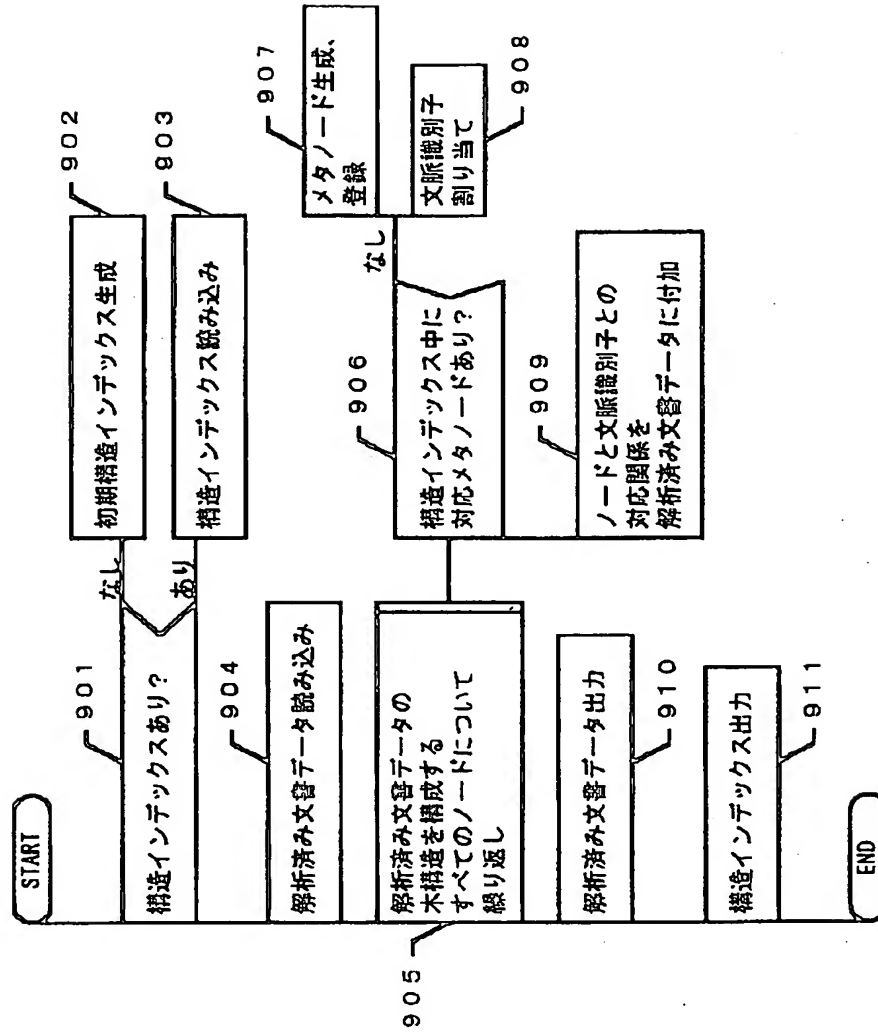 START
901
構造インデックスあり?
なし
902
初期構造インデックス生成
あり
903
構造インデックス読み込み
904
解析済み文書データ読み込み
905
解析済み文書データの
木構造を構成する
すべてのノードについて
繰り返し
906
構造インデックス中に
対応メタノードあり?
なし
907
メタノード生成、
登録
908
文脈識別子
割り当て
909
ノードと文脈識別子との
対応関係を
解析済み文書データに付加
910
解析済み文書データ出力
911
構造インデックス出力
END